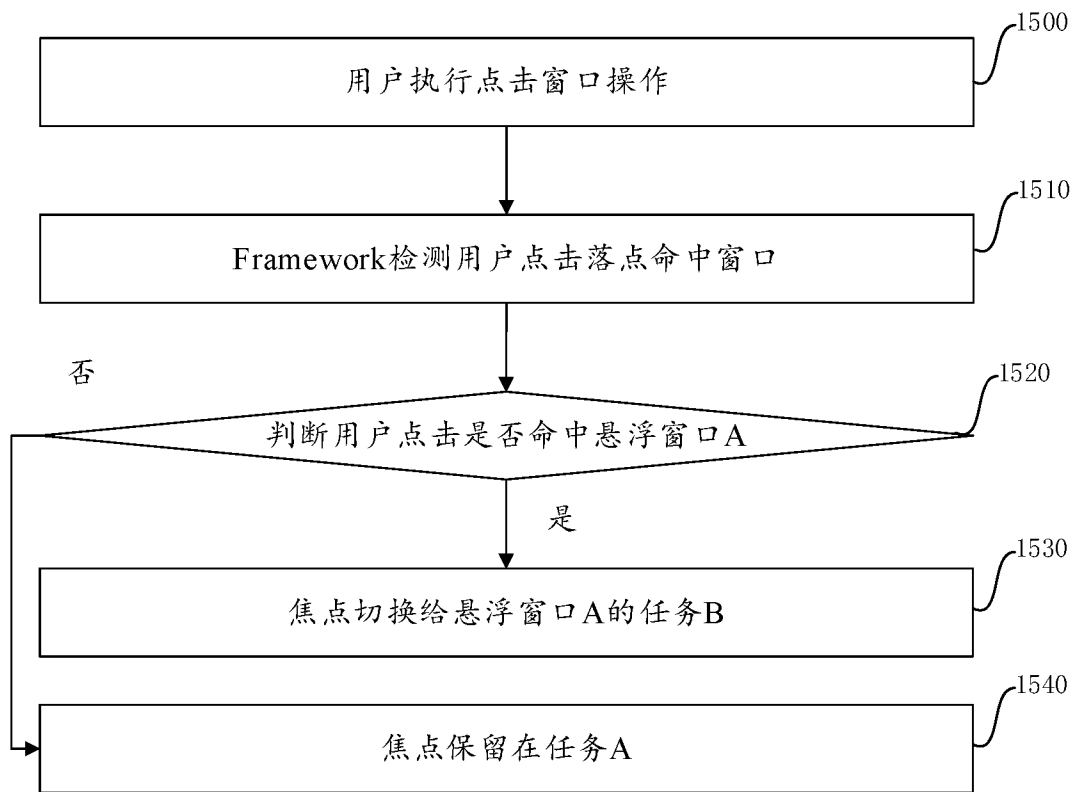 1500
用户执行点击窗口操作
1510
Framework检测用户点击落点命中窗口
否
1520
判断用户点击是否命中悬浮窗口A
是
1530
焦点切换给悬浮窗口A的任务B
1540
焦点保留在任务A